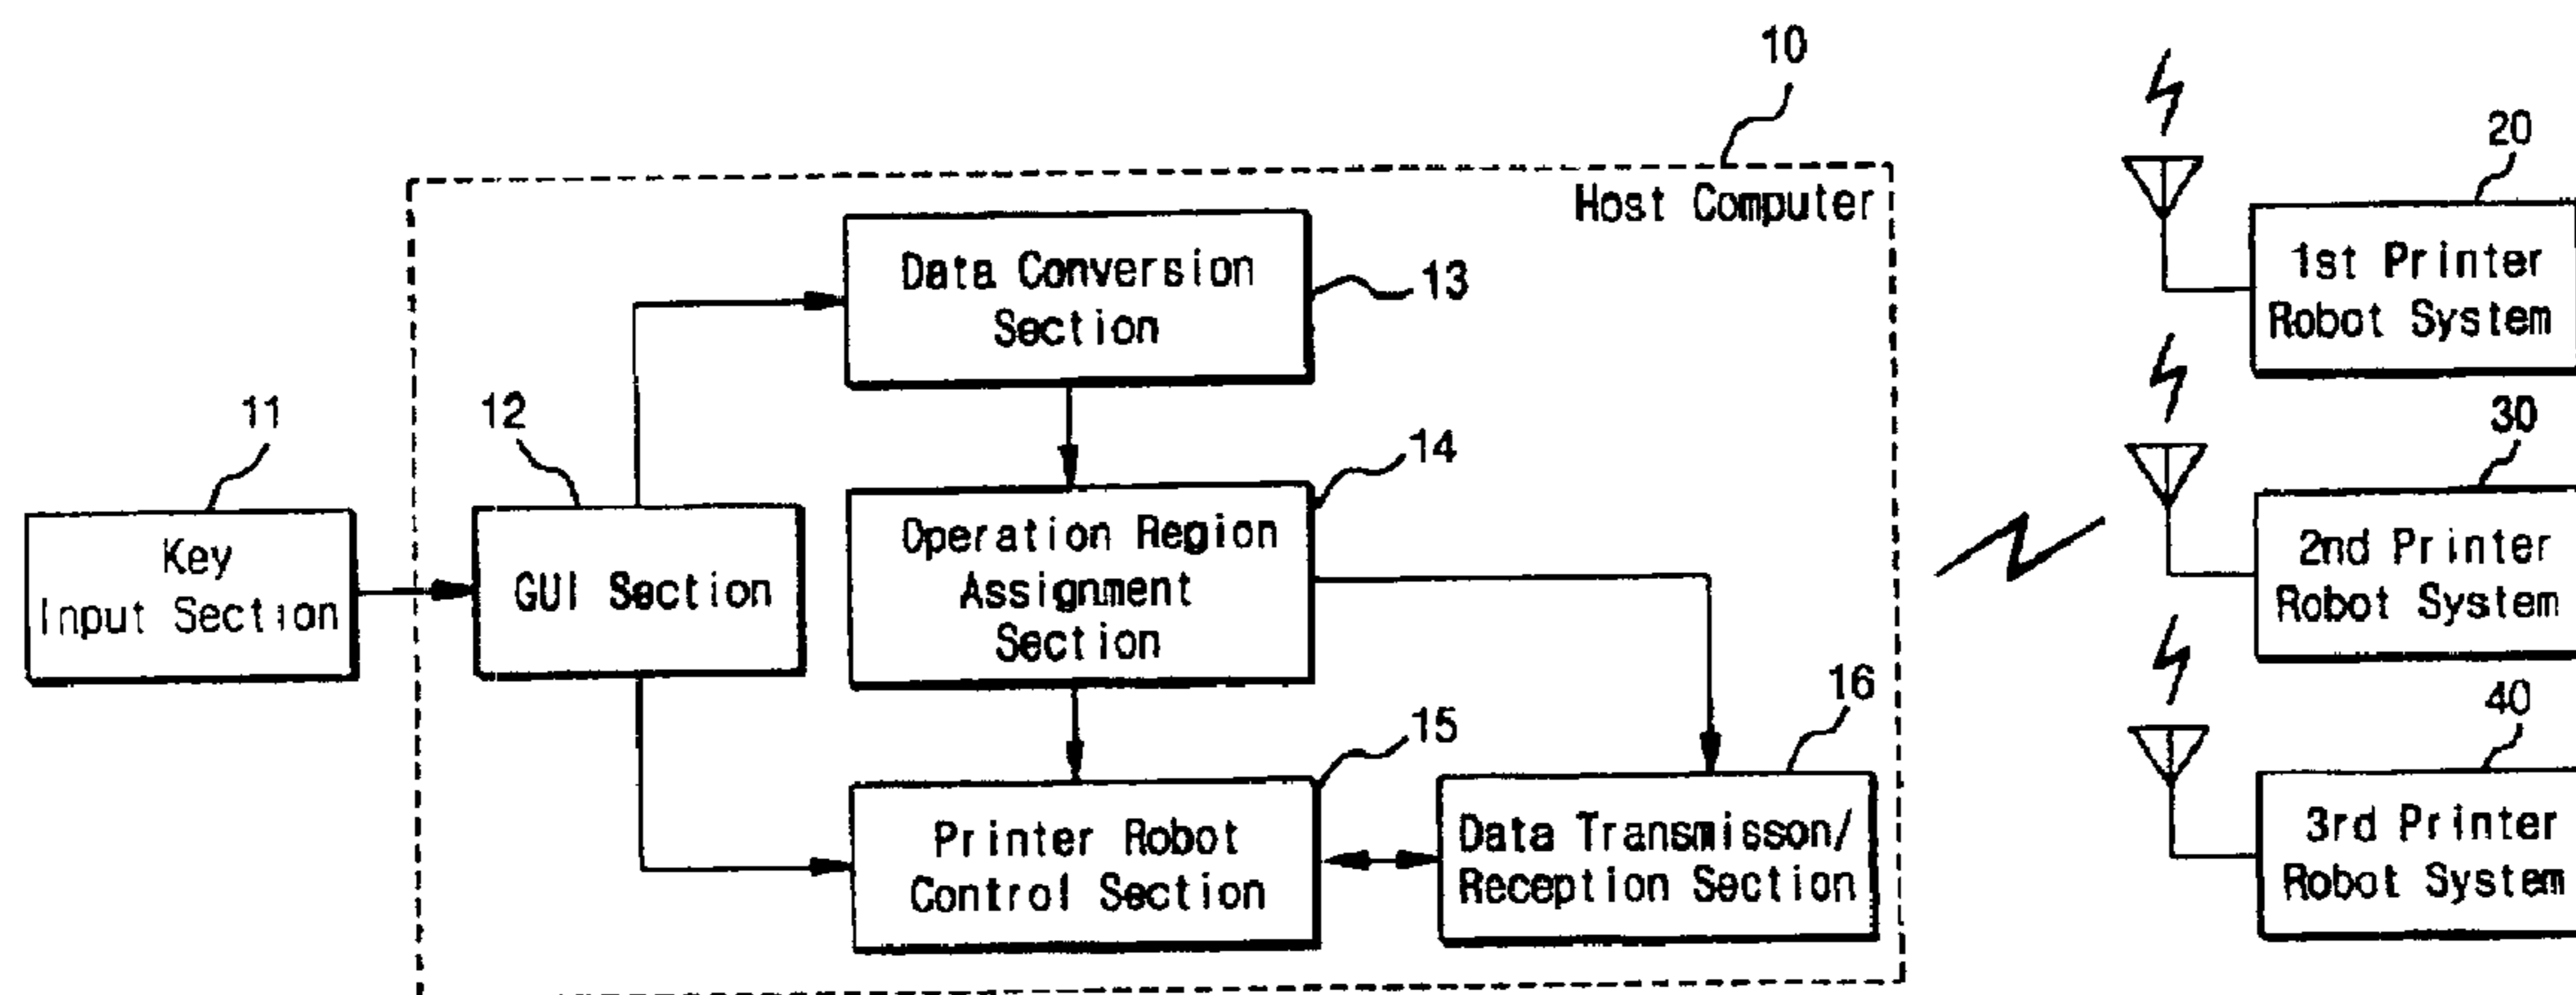 10
Host Computer
20
1st Printer
Robot System
Data Conversion
Section
13
11
Key
Input Section
12
GUI Section
14
Operation Region
Assignment
Section
30
2nd Printer
Robot System
15
Printer Robot
Control Section
16
Data Transmisson/
Reception Section
40
3rd Printer
Robot System